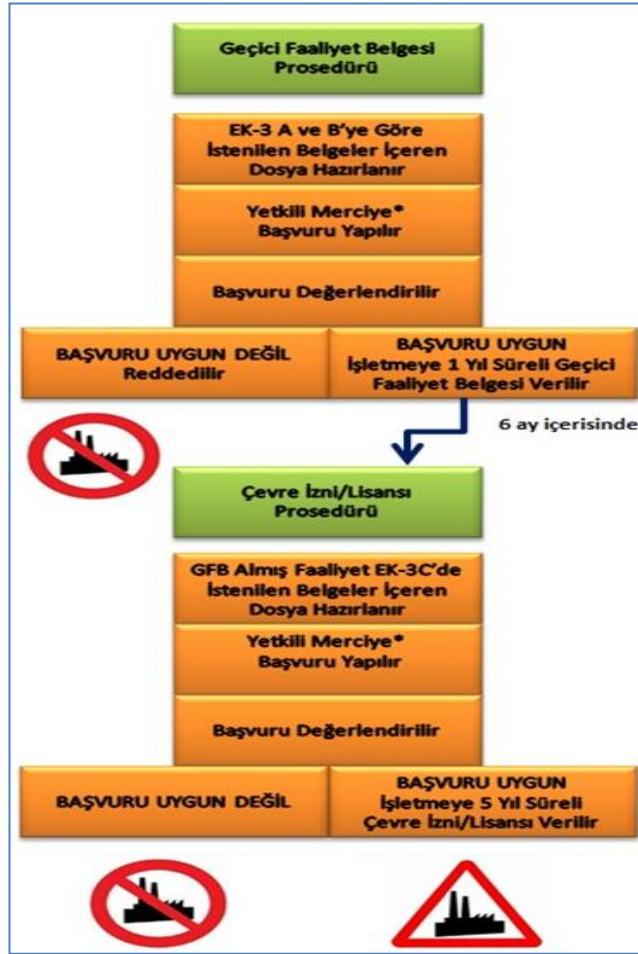 Geçici Faaliyet Belgesi
Prosedürü
EK-3 A ve B'ye Göre
İstenilen Belgeler İçeren
Dosya Hazırlanır
Yetkili Merciye*
Başvuru Yapılır
Başvuru Değerlendirilir
BAŞVURU UYGUN DEĞİL
Reddedilir
BAŞVURU UYGUN
İşletmeye 1 Yıl Süreli Geçici
Faaliyet Belgesi Verilir
6 ay içerisinde
Çevre İzni/Lisansı
Prosedürü
GFB Almış Faaliyet EK-3C'de
İstenilen Belgeler İçeren
Dosya Hazırlanır
Yetkili Merciye*
Başvuru Yapılır
Başvuru Değerlendirilir
BAŞVURU UYGUN DEĞİL
BAŞVURU UYGUN
İşletmeye 5 Yıl Süreli
Çevre İzni/Lisansı Verilir